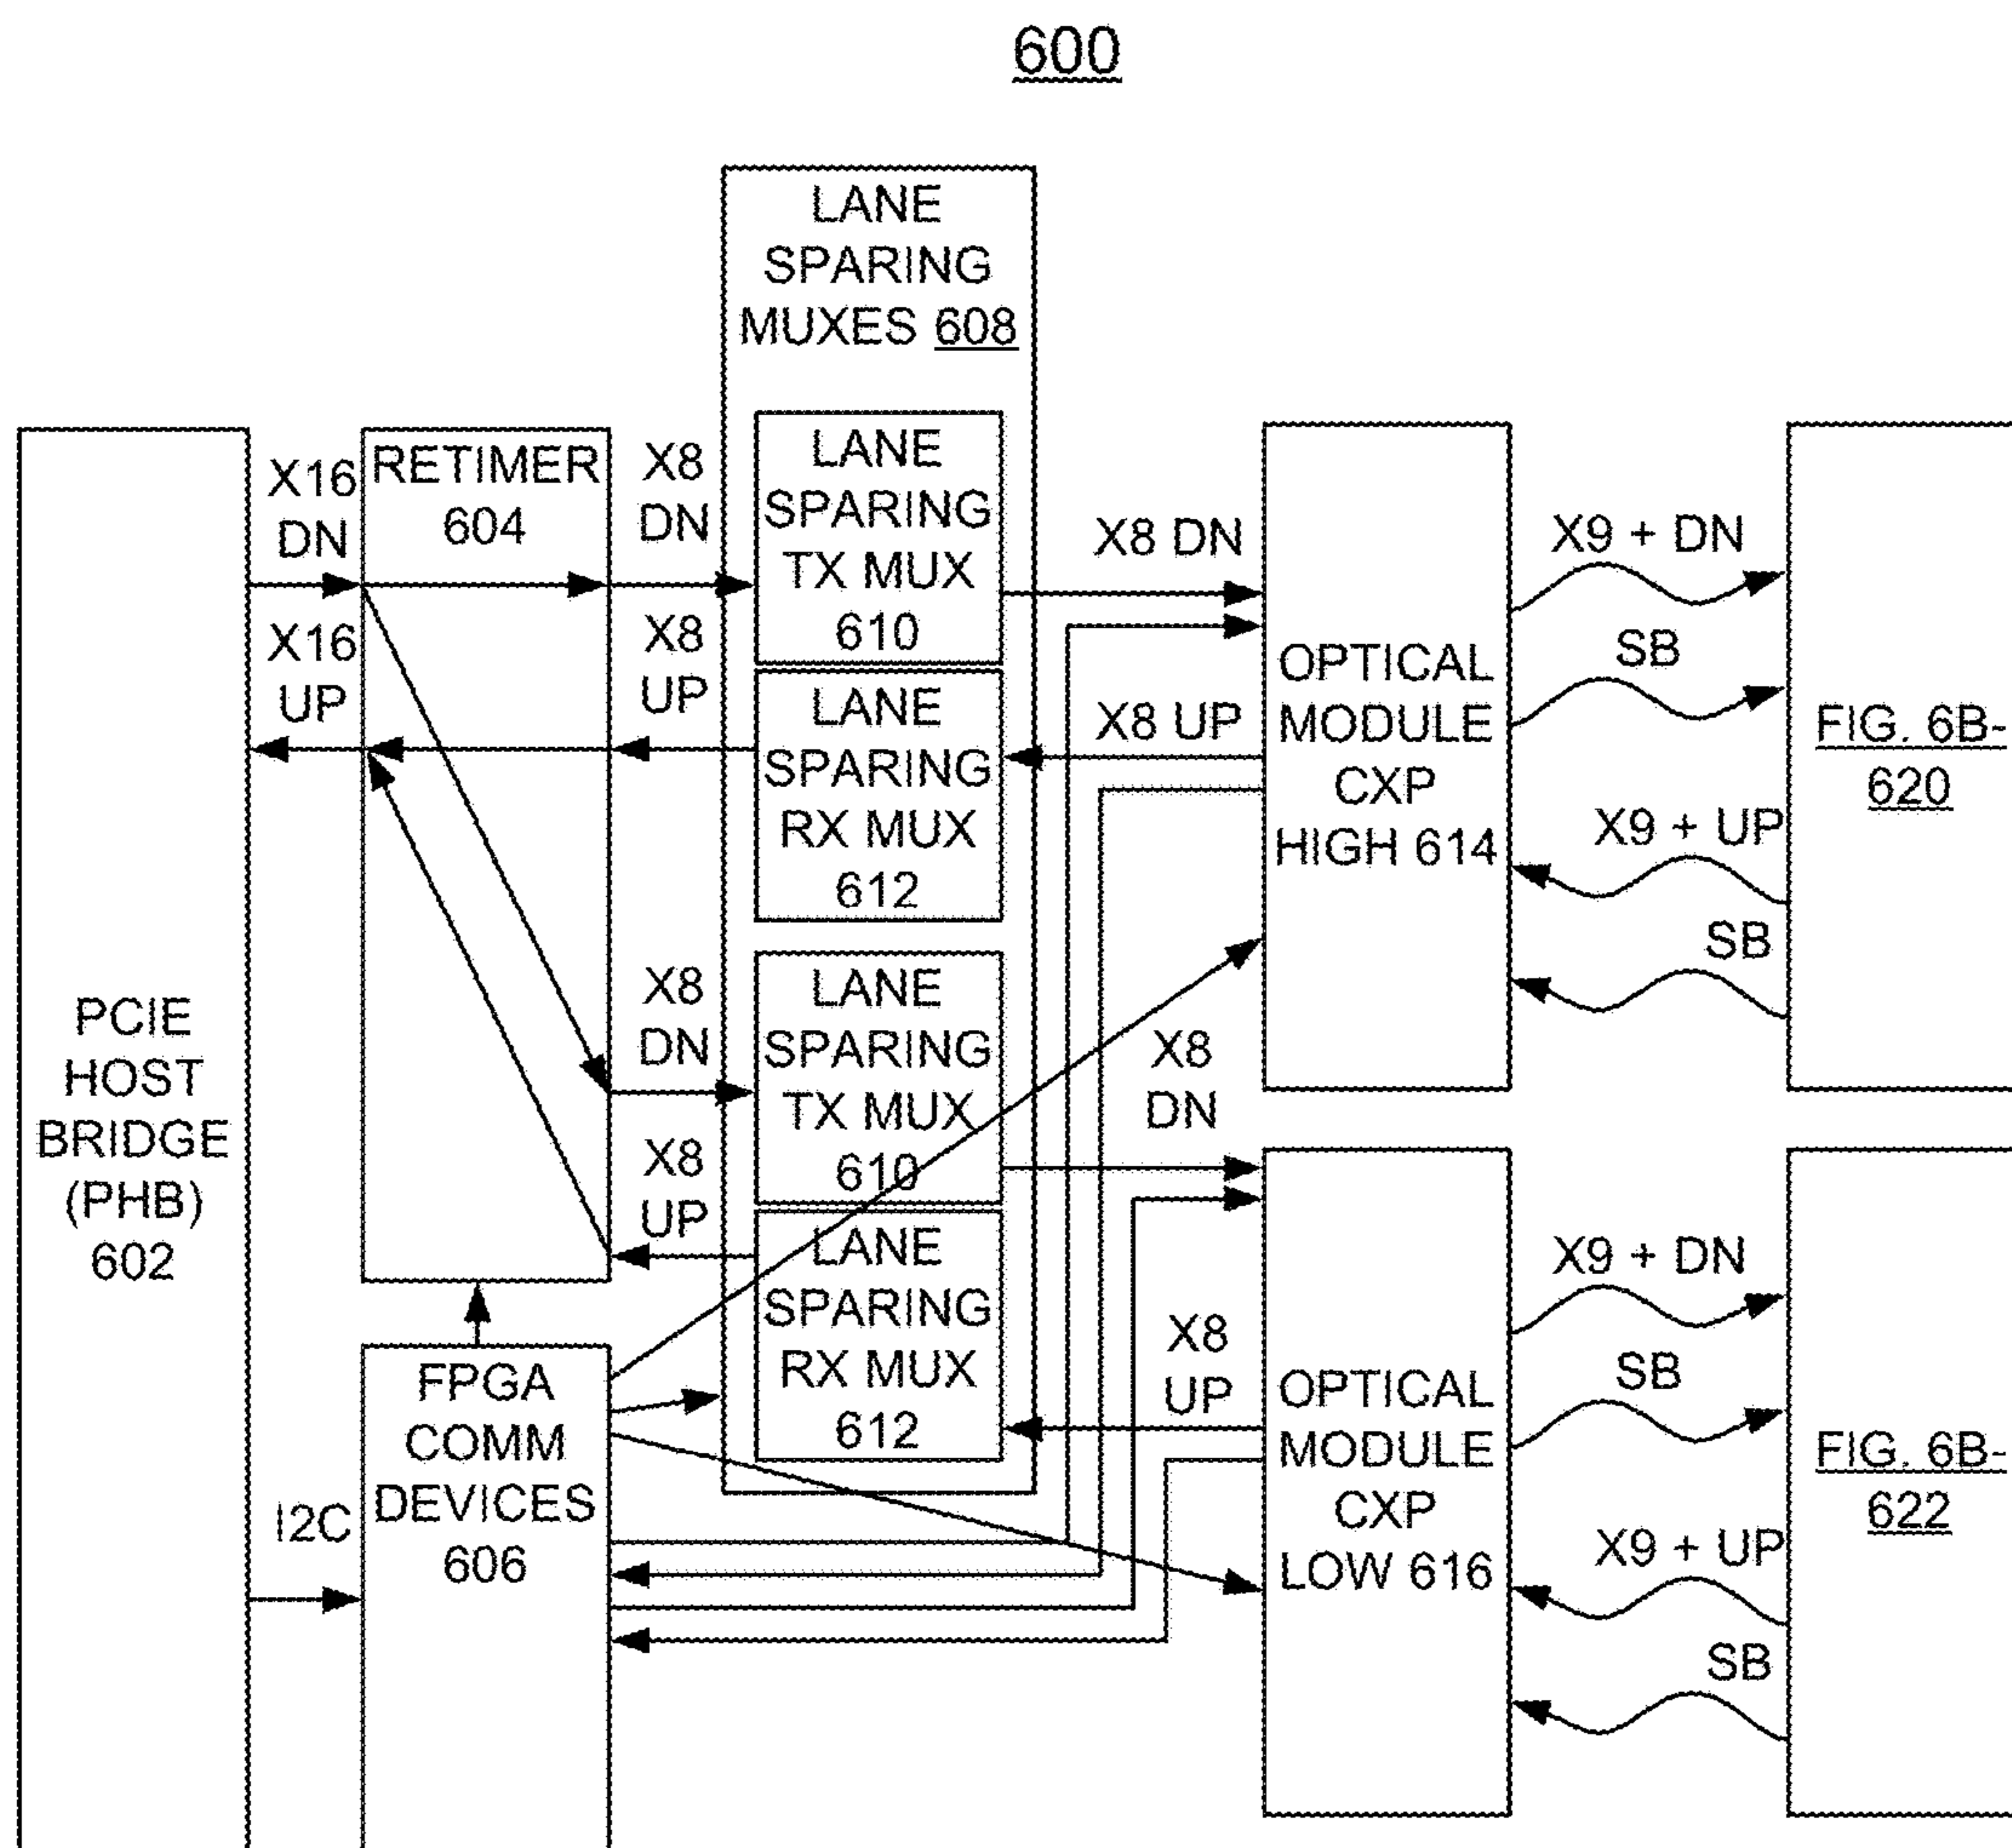 600
LANE
SPARING
MUXES 608
PCIE
HOST
BRIDGE
(PHB)
602
X16
DN
X16
UP
I2C
RETIMER
604
FPGA
COMM
DEVICES
606
X8
DN
X8
UP
X8
DN
X8
UP
LANE
SPARING
TX MUX
610
LANE
SPARING
RX MUX
612
LANE
SPARING
TX MUX
610
LANE
SPARING
RX MUX
612
X8 DN
X8 UP
X8
DN
X8
UP
OPTICAL
MODULE
CXP
HIGH 614
OPTICAL
MODULE
CXP
LOW 616
X9 + DN
SB
X9 + UP
SB
X9 + DN
SB
X9 + UP
SB
FIG. 6B-
620
FIG. 6B-
622